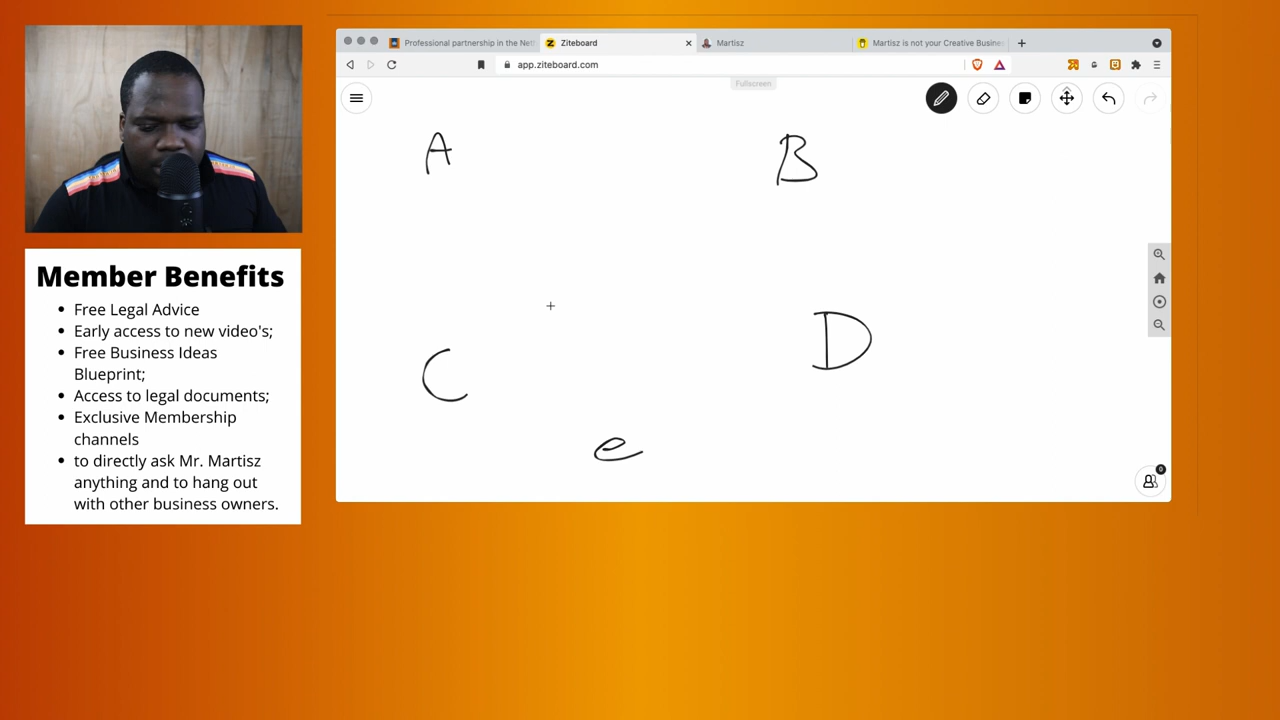 Professional partnership in the Net
Ziteboard
Martisz
Martisz is not your Creative Busine
app.ziteboard.com
Fullscreen
A
B
C
D
e
0
Member Benefits
• Free Legal Advice
• Early access to new video's;
• Free Business Ideas
Blueprint;
• Access to legal documents;
• Exclusive Membership
channels
• to directly ask Mr. Martisz
anything and to hang out
with other business owners.